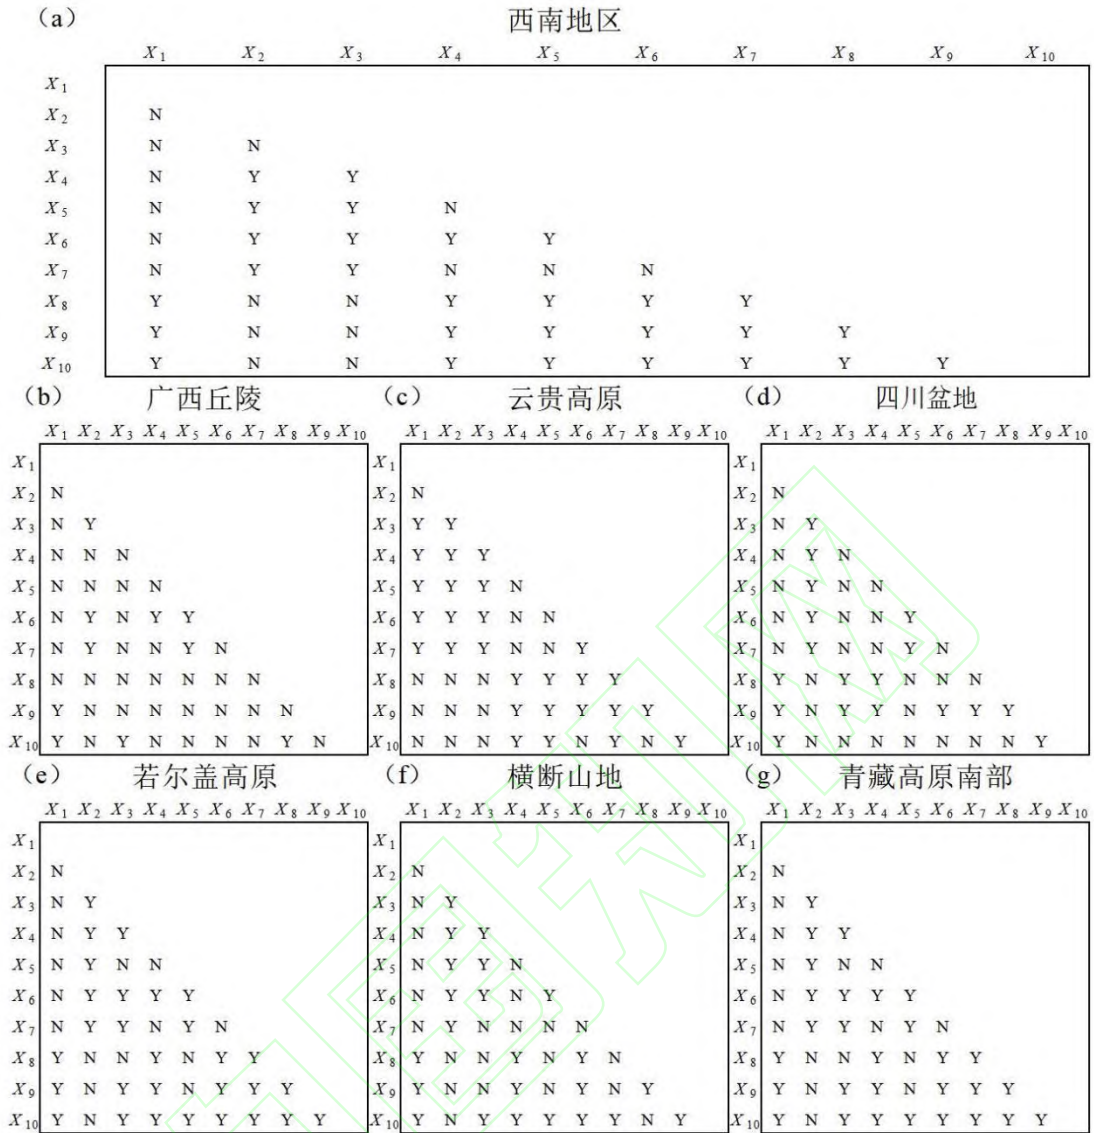 (a) 西南地区
X1 X2 X3 X4 X5 X6 X7 X8 X9 X10
X1
X2 N
X3 N N
X4 N Y Y
X5 N Y Y N
X6 N Y Y Y Y
X7 N Y Y N N N
X8 Y N N Y Y Y Y
X9 Y N N Y Y Y Y Y
X10 Y N N Y Y Y Y Y Y
(b) 广西丘陵 (c) 云贵高原 (d) 四川盆地
X1 X2 X3 X4 X5 X6 X7 X8 X9 X10 X1 X2 X3 X4 X5 X6 X7 X8 X9 X10 X1 X2 X3 X4 X5 X6 X7 X8 X9 X10
X1 X1 X1
X2 N X2 N X2 N
X3 N Y X3 Y Y X3 N Y
X4 N N N X4 Y Y Y X4 N Y N
X5 N N N N X5 Y Y Y N X5 N Y N N
X6 N Y N Y Y X6 Y Y Y N N X6 N Y N N Y
X7 N Y N N Y N X7 Y Y Y N N Y X7 N Y N N Y N
X8 N N N N N N N X8 N N N Y Y Y Y X8 Y N Y Y N N N
X9 Y N N N N N N N X9 N N N Y Y Y Y Y X9 Y N Y Y N Y Y Y
X10 Y N Y N N N N Y N X10 N N N Y Y N Y N Y X10 Y N N N N N N N Y
(e) 若尔盖高原 (f) 横断山地 (g) 青藏高原南部
X1 X2 X3 X4 X5 X6 X7 X8 X9 X10 X1 X2 X3 X4 X5 X6 X7 X8 X9 X10 X1 X2 X3 X4 X5 X6 X7 X8 X9 X10
X1 X1 X1
X2 N X2 N X2 N
X3 N Y X3 N Y X3 N Y
X4 N Y Y X4 N Y Y X4 N Y Y
X5 N Y N N X5 N Y Y N X5 N Y N N
X6 N Y Y Y Y X6 N Y Y N Y X6 N Y Y Y Y
X7 N Y Y N Y N X7 N Y N N N N X7 N Y Y N Y N
X8 Y N N Y N Y Y X8 Y N N Y N Y N X8 Y N N Y N Y Y
X9 Y N Y Y N Y Y Y X9 Y N N Y N Y N Y X9 Y N Y Y N Y Y Y
X10 Y N Y Y Y Y Y Y Y X10 Y N Y Y Y Y Y N Y X10 Y N Y Y Y Y Y Y Y